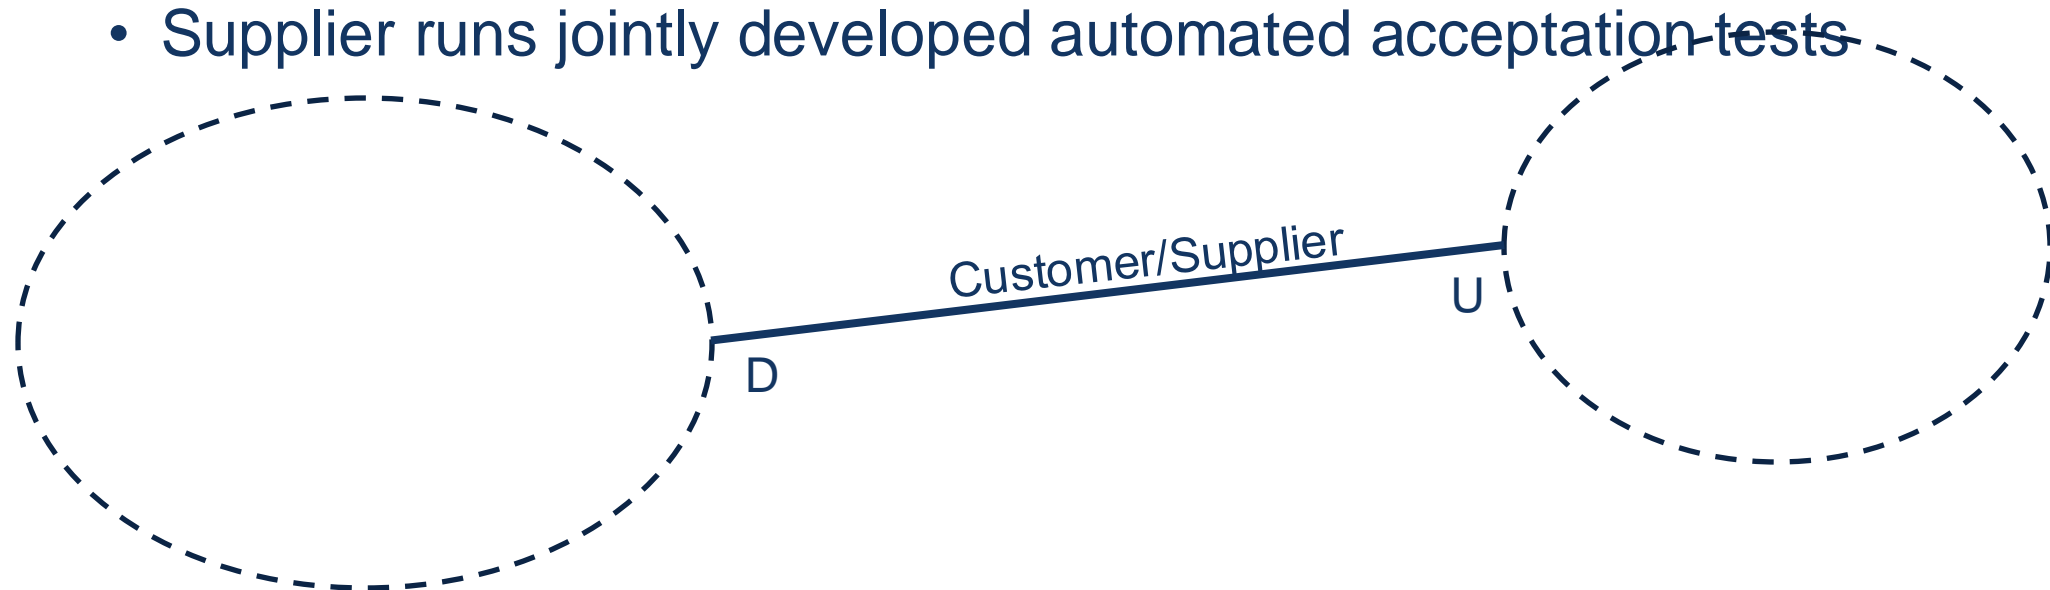 • Supplier runs jointly developed automated acceptation tests
Customer/Supplier
U
D